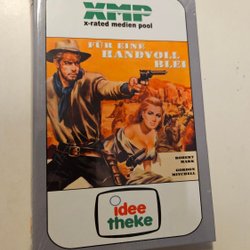 XMP
x-rated medien pool
FÜR EINE
HANDVOLL
BLEI
ROBERT
MARK
GORDON
MITCHELL
idee
theke